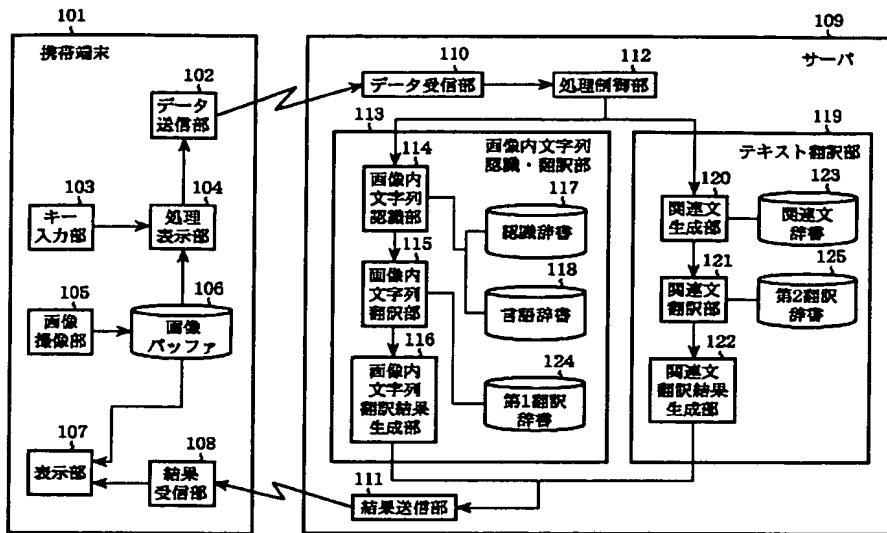 101
携帯端末
102
データ
送信部
103
キー
入力部
104
処理
表示部
105
画像
撮像部
106
画像
バッファ
107
表示部
108
結果
受信部
109
サーバ
110
データ受信部
112
処理制御部
113
画像内文字列
認識・翻訳部
114
画像内
文字列
認識部
117
認識辞書
115
画像内
文字列
翻訳部
118
言語辞書
116
画像内
文字列
翻訳結果
生成部
124
第1翻訳
辞書
119
テキスト翻訳部
120
関連文
生成部
123
関連文
辞書
121
関連文
翻訳部
125
第2翻訳
辞書
122
関連文
翻訳結果
生成部
111
結果送信部